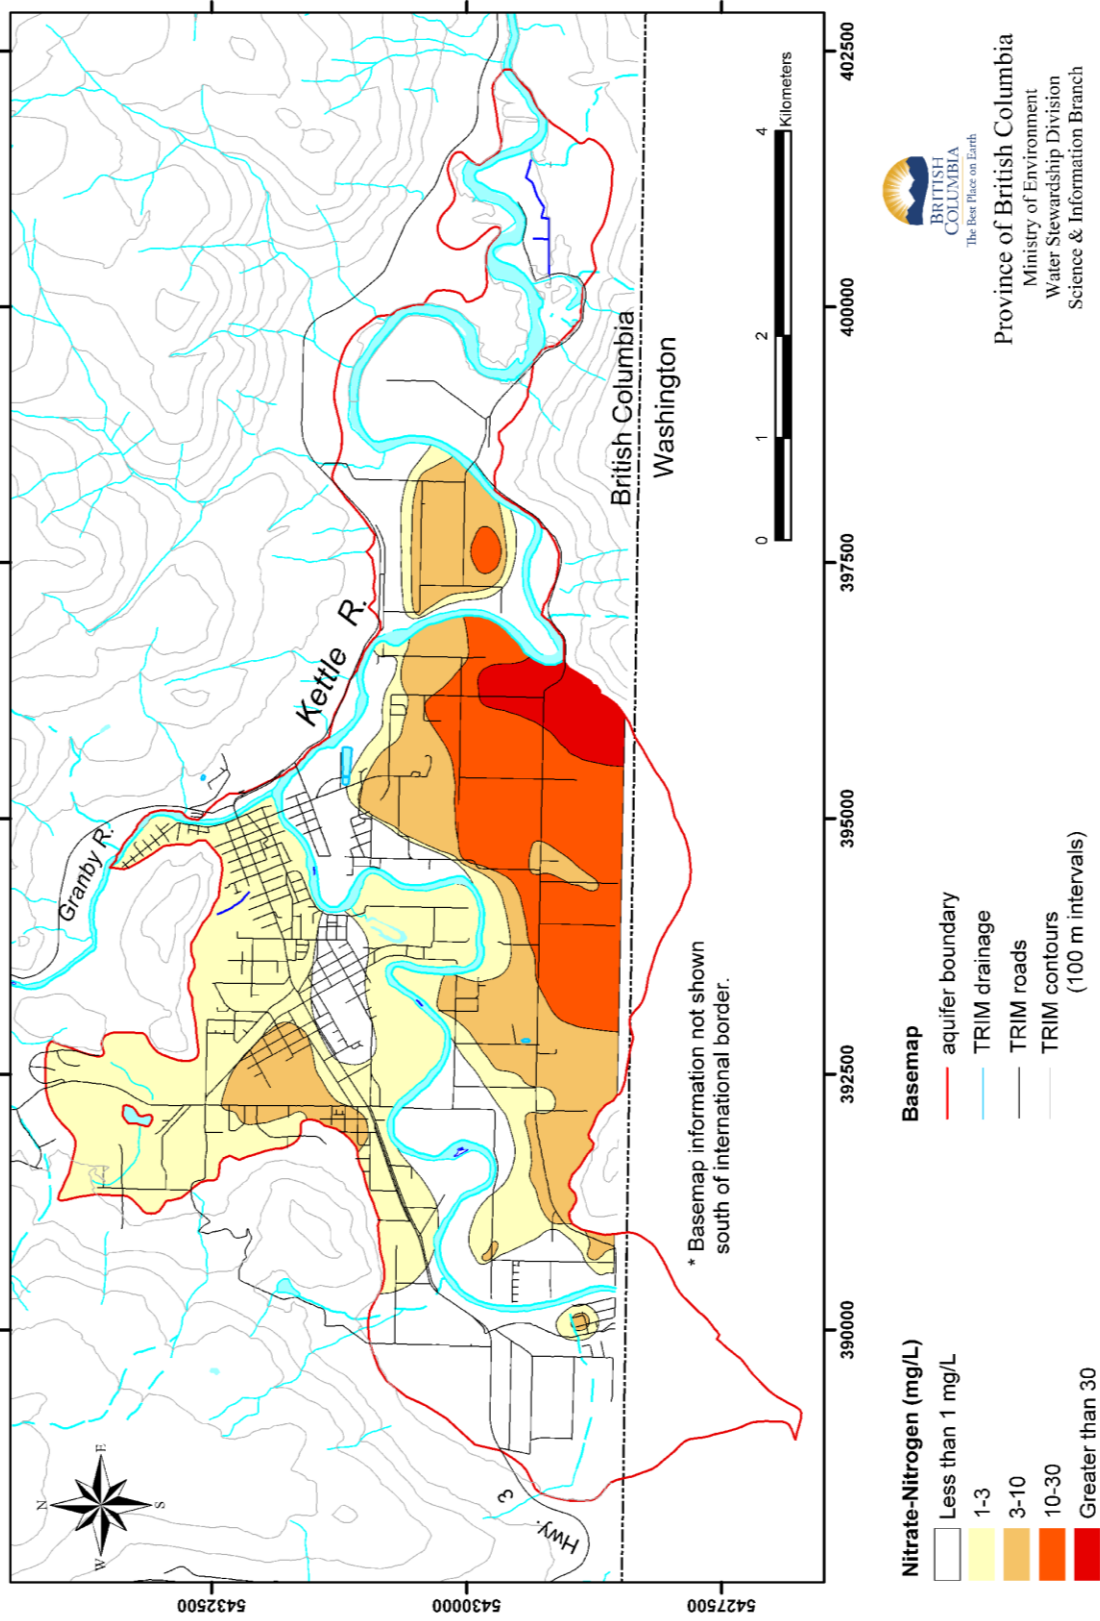 N
W
E
S
Hwy.
3
Granby R.
Kettle R.
British Columbia
Washington
* Basemap information not shown
south of international border.
0
1
2
4
Kilometers
5432500
5430000
5427500
390000
392500
395000
397500
400000
402500
Nitrate-Nitrogen (mg/L)
Less than 1 mg/L
1-3
3-10
10-30
Greater than 30
Basemap
aquifer boundary
TRIM drainage
TRIM roads
TRIM contours
(100 m intervals)
BRITISH
COLUMBIA
The Best Place on Earth
Province of British Columbia
Ministry of Environment
Water Stewardship Division
Science & Information Branch